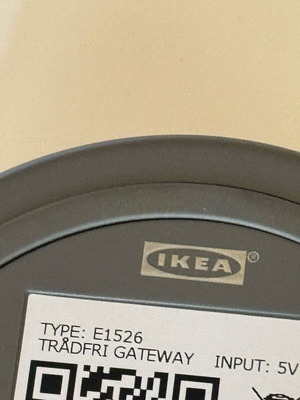 IKEA®
TYPE: E1526
TRÅDFRI GATEWAY INPUT: 5V